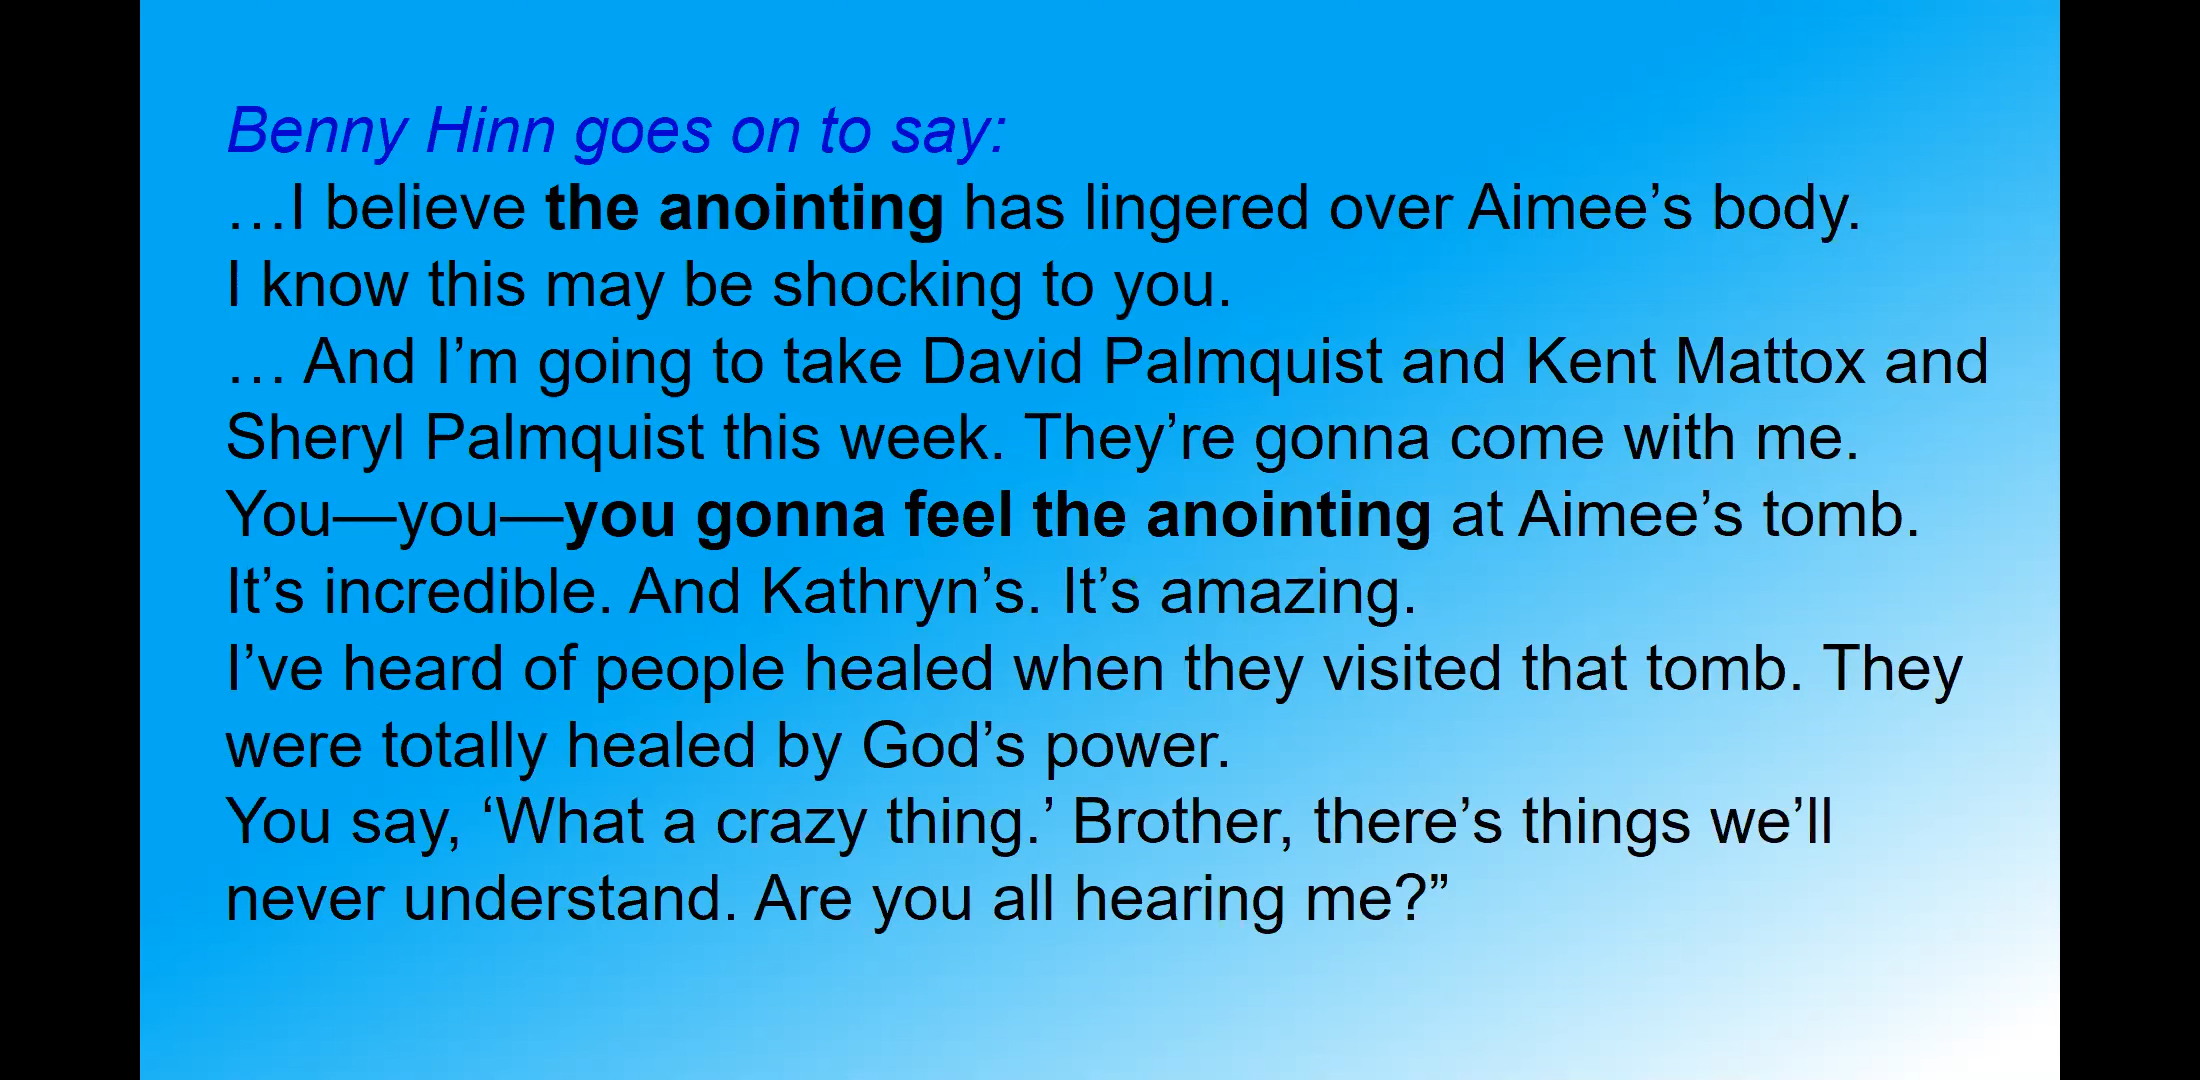 Benny Hinn goes on to say:
…I believe the anointing has lingered over Aimee’s body.
I know this may be shocking to you.
… And I’m going to take David Palmquist and Kent Mattox and
Sheryl Palmquist this week. They’re gonna come with me.
You—you—you gonna feel the anointing at Aimee’s tomb.
It’s incredible. And Kathryn’s. It’s amazing.
I’ve heard of people healed when they visited that tomb. They
were totally healed by God’s power.
You say, ‘What a crazy thing.’ Brother, there’s things we’ll
never understand. Are you all hearing me?”